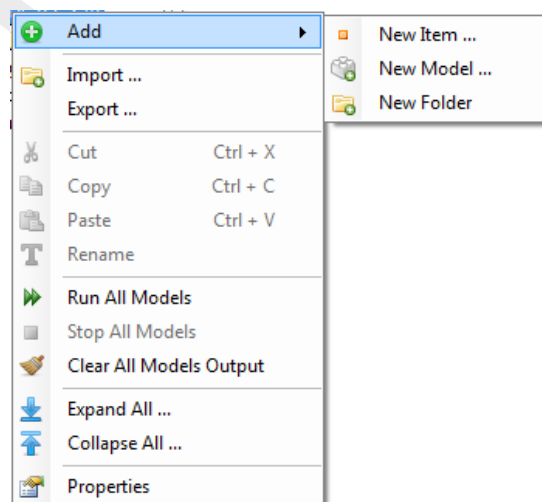 Add
New Item ...
New Model ...
New Folder
Import ...
Export ...
Cut Ctrl + X
Copy Ctrl + C
Paste Ctrl + V
Rename
Run All Models
Stop All Models
Clear All Models Output
Expand All ...
Collapse All ...
Properties